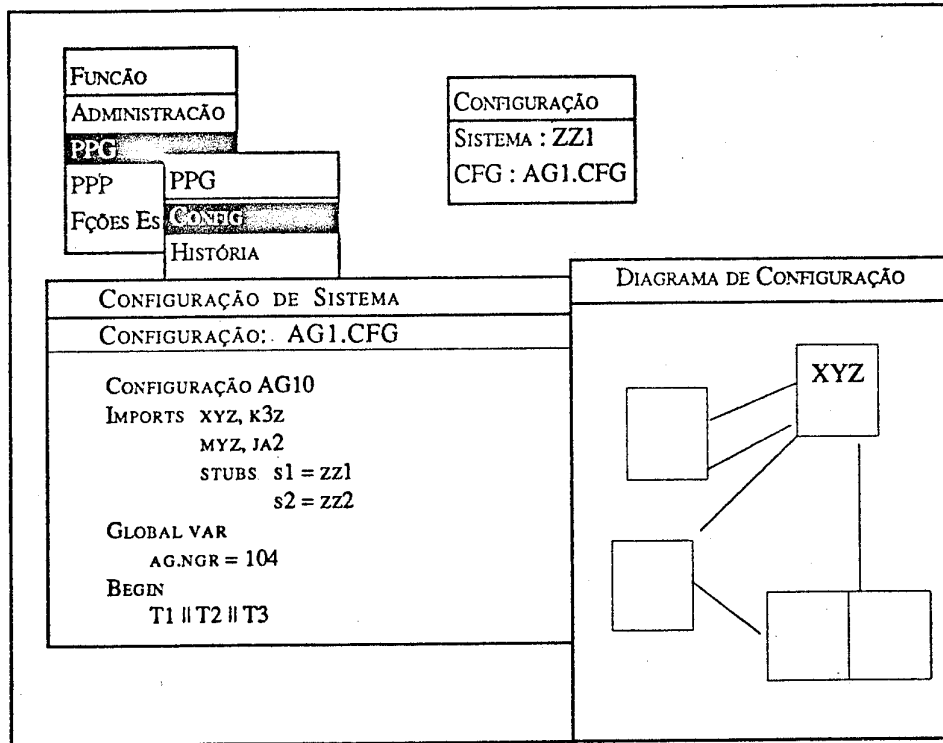 FUNCÃO
ADMINISTRACÃO
PPG
PPP
FÇÕES ES
PPG
CONFIG
HISTÓRIA
CONFIGURAÇÃO
SISTEMA : ZZ1
CFG : AG1.CFG
CONFIGURAÇÃO DE SISTEMA
CONFIGURAÇÃO: AG1.CFG
CONFIGURAÇÃO AG10
IMPORTS XYZ, K3Z
MYZ, JA2
STUBS S1 = ZZ1
S2 = ZZ2
GLOBAL VAR
AG.NGR = 104
BEGIN
T1 || T2 || T3
DIAGRAMA DE CONFIGURAÇÃO
XYZ